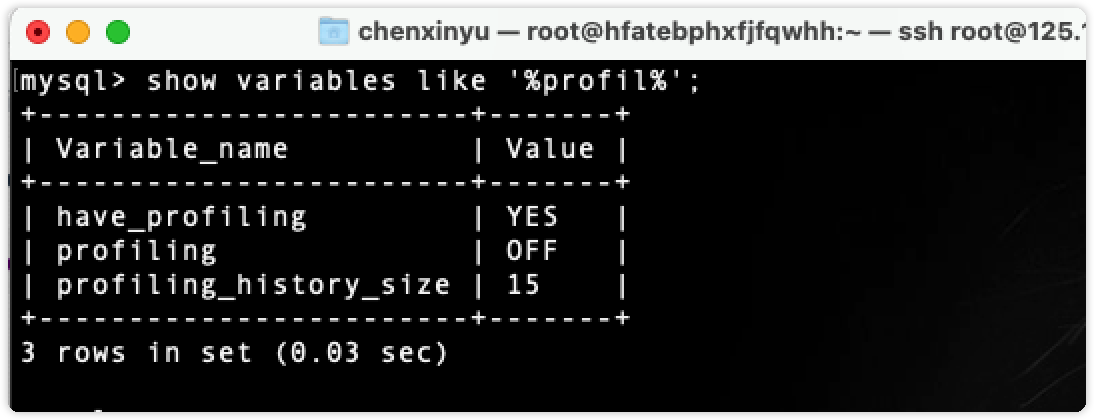 chenxinyu — root@hfatebphxfjfqwhh:~ — ssh root@125.
mysql> show variables like '%profil%';
+------------------------+-------+
| Variable_name          | Value |
+------------------------+-------+
| have_profiling         | YES   |
| profiling              | OFF   |
| profiling_history_size | 15    |
+------------------------+-------+
3 rows in set (0.03 sec)